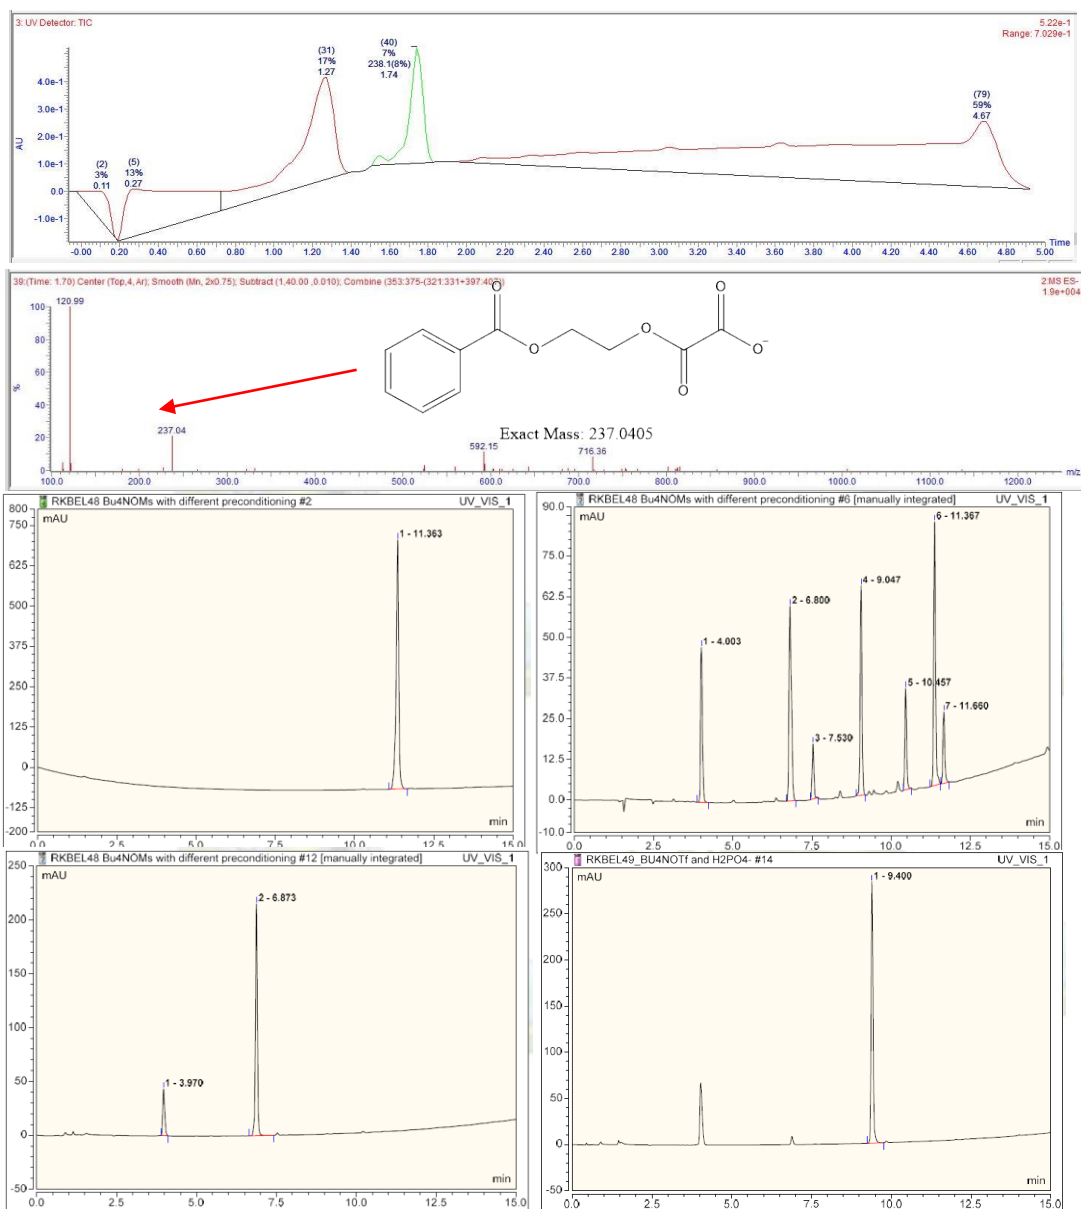 3: UV Detector: TIC
5.22e-1
Range: 7.029e-1
(40)
7%
238.1(8%)
1.74
(31)
17%
1.27
(79)
59%
4.67
(2)
3%
0.11
(5)
13%
0.27
AU
4.0e-1
3.0e-1
2.0e-1
1.0e-1
0.0
-1.0e-1
-0.00 0.20 0.40 0.60 0.80 1.00 1.20 1.40 1.60 1.80 2.00 2.20 2.40 2.60 2.80 3.00 3.20 3.40 3.60 3.80 4.00 4.20 4.40 4.60 4.80 5.00
Time
39:(Time: 1.70) Center (Top,4, Ar); Smooth (Mn, 2x0.75); Subtract (1,40.00 ,0.010); Combine (353:375-(321:331+397:407))
2:MS ES-
1.9e+004
120.99
237.04
592.15
716.36
%
100
80
60
40
20
0
100.0 200.0 300.0 400.0 500.0 600.0 700.0 800.0 900.0 1000.0 1100.0 1200.0
m/z
O O
O O O-
O
Exact Mass: 237.0405
RKBEL48 Bu4NOMs with different preconditioning #2
UV_VIS_1
mAU
800
750
625
500
375
250
125
0
-125
-200
1 - 11.363
min
0.0 2.5 5.0 7.5 10.0 12.5 15.0
RKBEL48 Bu4NOMs with different preconditioning #6 [manually integrated]
UV_VIS_1
mAU
90.0
75.0
62.5
50.0
37.5
25.0
12.5
0.0
-10.0
1 - 4.003
2 - 6.800
3 - 7.530
4 - 9.047
5 - 10.457
6 - 11.367
7 - 11.660
min
0.0 2.5 5.0 7.5 10.0 12.5 15.0
RKBEL48 Bu4NOMs with different preconditioning #12 [manually integrated]
UV_VIS_1
mAU
250
200
150
100
50
0
-50
1 - 3.970
2 - 6.873
min
0.0 2.5 5.0 7.5 10.0 12.5 15.0
RKBEL49_BU4NOTf and H2PO4- #14
UV_VIS_1
mAU
300
250
200
150
100
50
0
-50
1 - 9.400
min
0.0 2.5 5.0 7.5 10.0 12.5 15.0